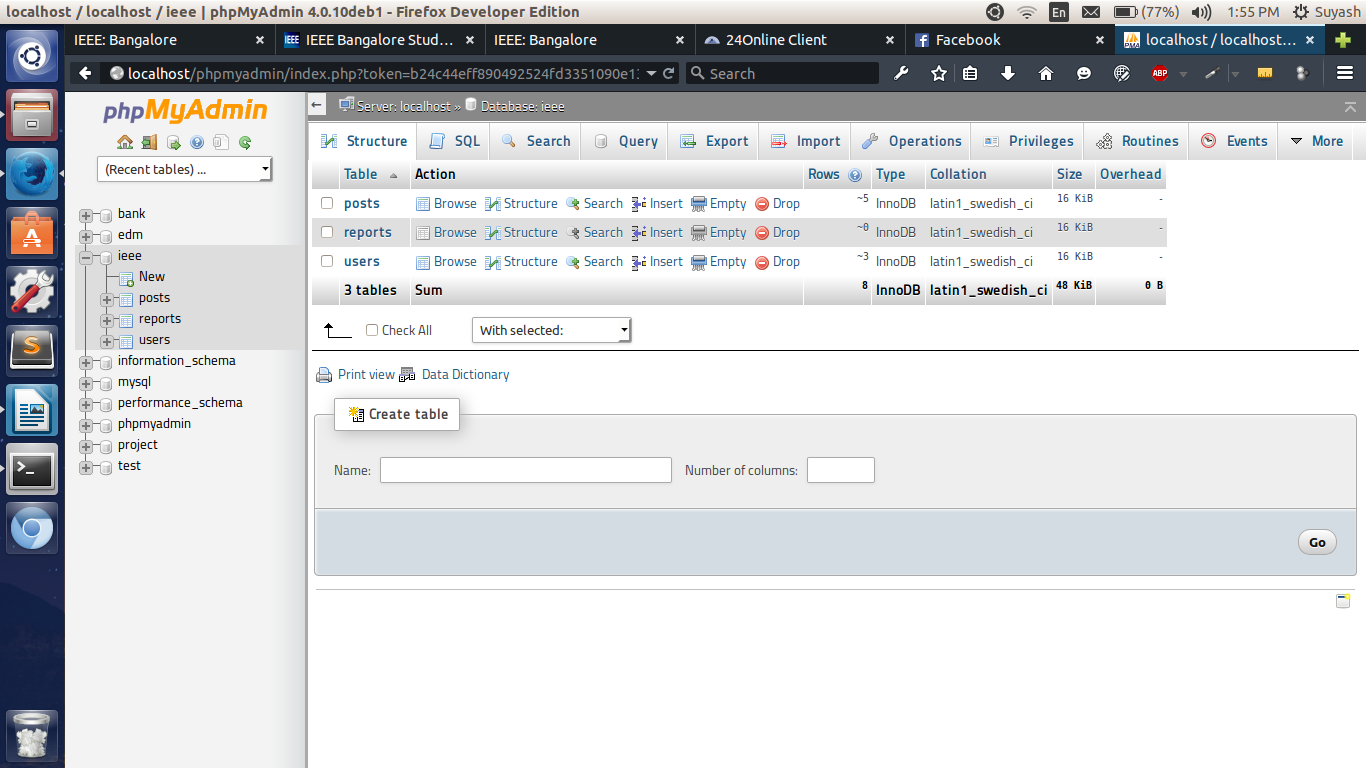 localhost / localhost / ieee | phpMyAdmin 4.0.10deb1 - Firefox Developer Edition
En (77%) 1:55 PM Suyash
IEEE: Bangalore
IEEE Bangalore Stud...
IEEE: Bangalore
24Online Client
Facebook
localhost / localhost...
localhost/phpmyadmin/index.php?token=b24c44eff890492524fd3351090e1
Search
ABP
phpMyAdmin
(Recent tables) ...
bank
edm
ieee
New
posts
reports
users
information_schema
mysql
performance_schema
phpmyadmin
project
test
Server: localhost » Database: ieee
Structure SQL Search Query Export Import Operations Privileges Routines Events More
Table Action Rows Type Collation Size Overhead
posts Browse Structure Search Insert Empty Drop ~5 InnoDB latin1_swedish_ci 16 KiB -
reports Browse Structure Search Insert Empty Drop ~0 InnoDB latin1_swedish_ci 16 KiB -
users Browse Structure Search Insert Empty Drop ~3 InnoDB latin1_swedish_ci 16 KiB -
3 tables Sum 8 InnoDB latin1_swedish_ci 48 KiB 0 B
Check All With selected:
Print view Data Dictionary
Create table
Name: Number of columns:
Go